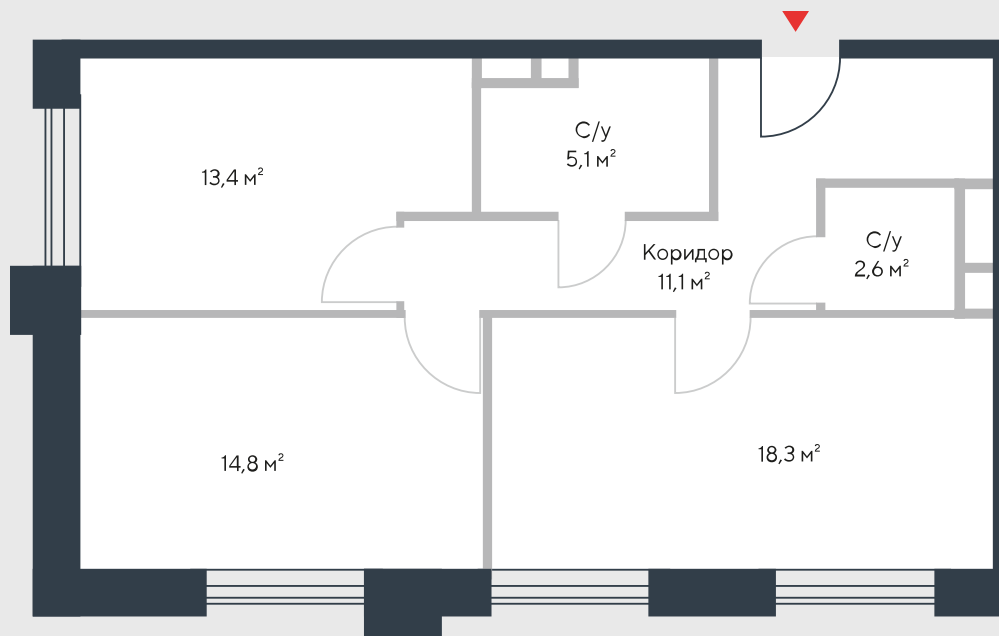 С/у
5,1 м²
13,4 м²
С/у
2,6 м²
Коридор
11,1 м²
14,8 м²
18,3 м²